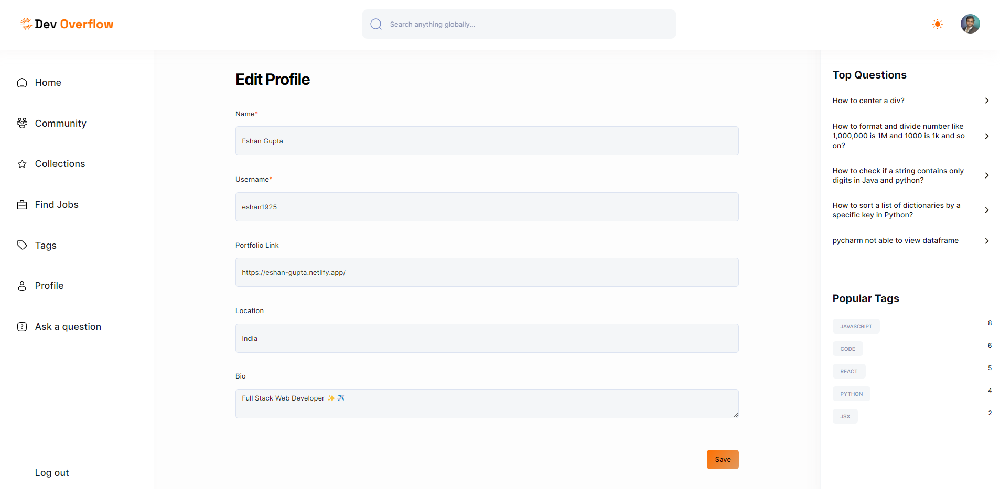 Dev Overflow
Search anything globally...
Home
Community
Collections
Find Jobs
Tags
Profile
Ask a question
Log out
Edit Profile
Name*
Eshan Gupta
Username*
eshan1925
Portfolio Link
https://eshan-gupta.netlify.app/
Location
India
Bio
Full Stack Web Developer ✨ ✈️
Save
Top Questions
How to center a div?
How to format and divide number like
1,000,000 is 1M and 1000 is 1k and so
on?
How to check if a string contains only
digits in Java and python?
How to sort a list of dictionaries by a
specific key in Python?
pycharm not able to view dataframe
Popular Tags
JAVASCRIPT 8
CODE 6
REACT 5
PYTHON 4
JSX 2